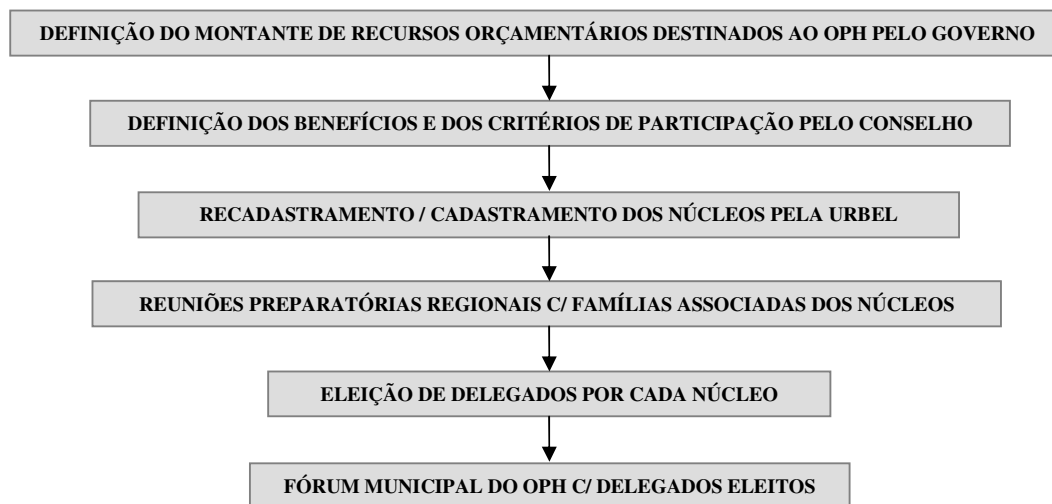 DEFINIÇÃO DO MONTANTE DE RECURSOS ORÇAMENTÁRIOS DESTINADOS AO OPH PELO GOVERNO
DEFINIÇÃO DOS BENEFÍCIOS E DOS CRITÉRIOS DE PARTICIPAÇÃO PELO CONSELHO
RECADASTRAMENTO / CADASTRAMENTO DOS NÚCLEOS PELA URBEL
REUNIÕES PREPARATÓRIAS REGIONAIS C/ FAMÍLIAS ASSOCIADAS DOS NÚCLEOS
ELEIÇÃO DE DELEGADOS POR CADA NÚCLEO
FÓRUM MUNICIPAL DO OPH C/ DELEGADOS ELEITOS